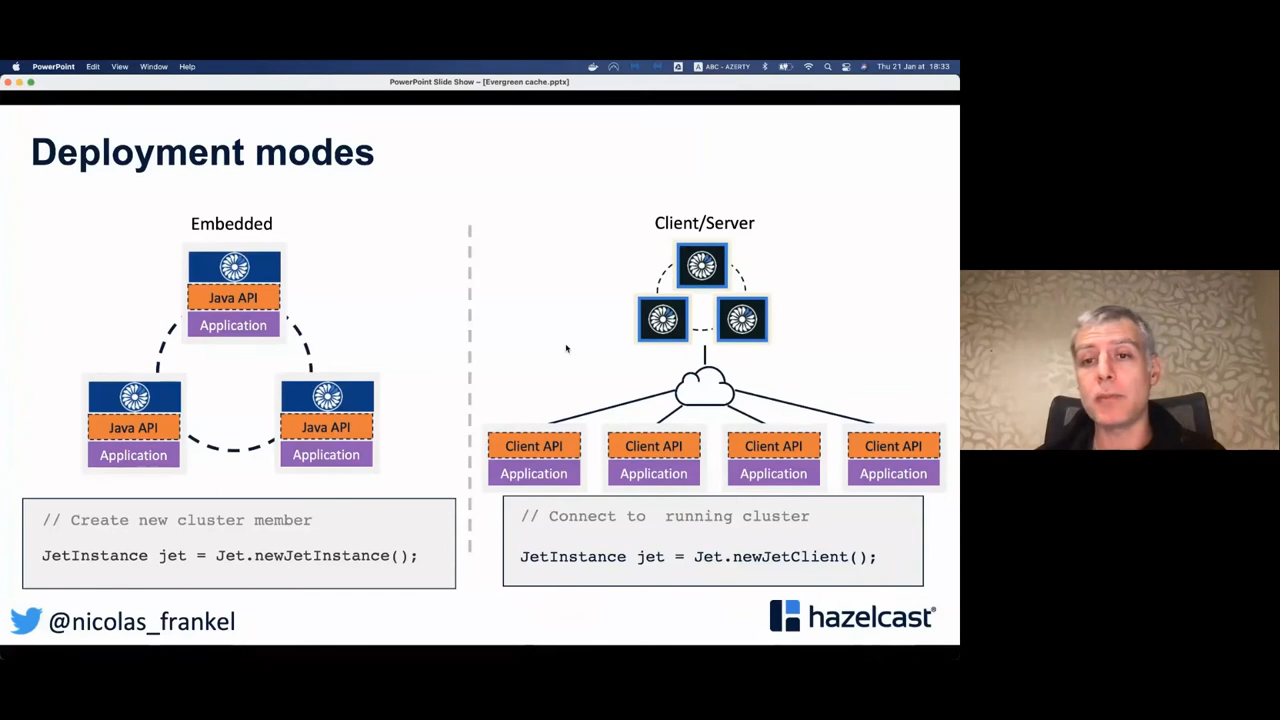 PowerPoint Edit View Window Help ABC - AZERTY Thu 21 Jan at 18:33
PowerPoint Slide Show – [Evergreen cache.pptx]
Deployment modes
Embedded
Java API
Application
Java API
Application
Java API
Application
// Create new cluster member
JetInstance jet = Jet.newJetInstance();
Client/Server
Client API
Application
Client API
Application
Client API
Application
Client API
Application
// Connect to running cluster
JetInstance jet = Jet.newJetClient();
@nicolas_frankel
hazelcast®